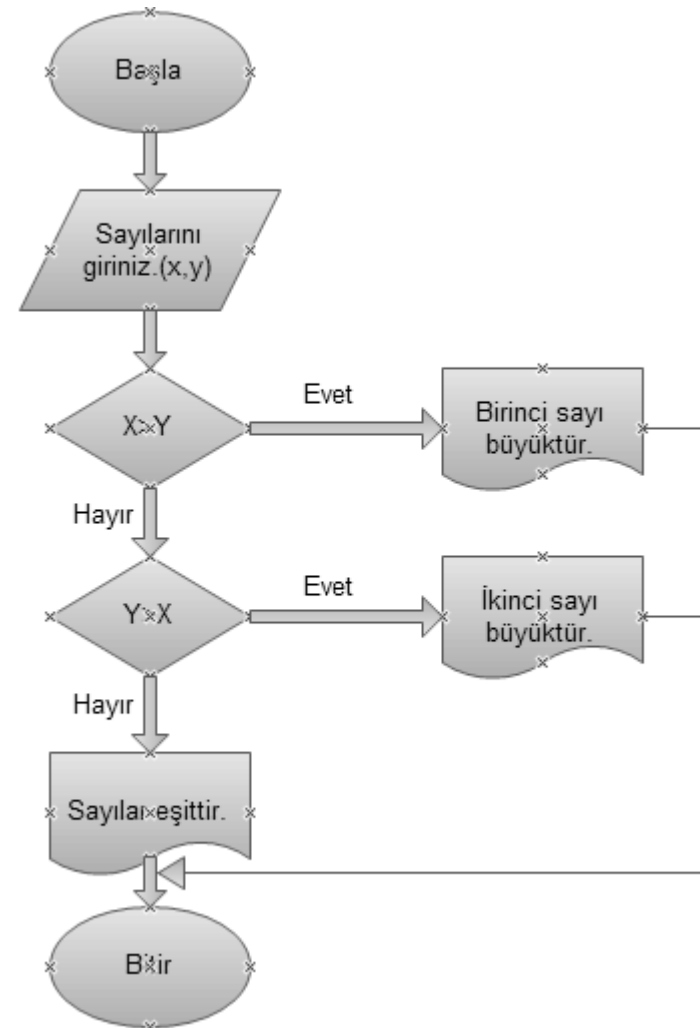 Başla
Sayılarını
giriniz.(x,y)
X>Y
Evet
Birinci sayı
büyüktür.
Hayır
Y>X
Evet
İkinci sayı
büyüktür.
Hayır
Sayılar eşittir.
Bitir